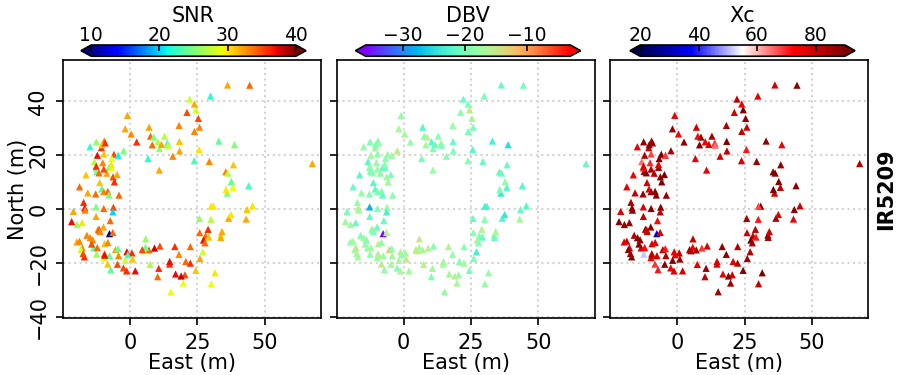 SNR DBV Xc
10 20 30 40 −30 −20 −10 20 40 60 80
40
20
0
−20
−40
North (m)
IR5209
0 25 50 0 25 50 0 25 50
East (m) East (m) East (m)